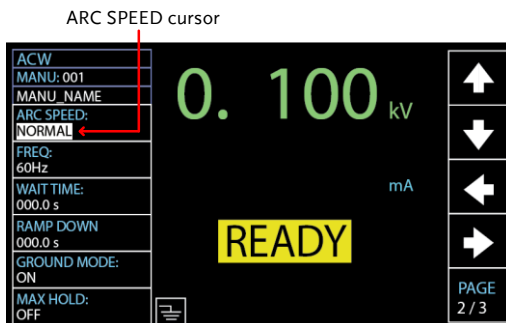 ARC SPEED cursor
ACW
MANU: 001
MANU_NAME
ARC SPEED:
NORMAL
FREQ:
60Hz
WAIT TIME:
000.0 s
RAMP DOWN
000.0 s
GROUND MODE:
ON
MAX HOLD:
OFF
0. 100 kV
mA
READY
PAGE
2 / 3